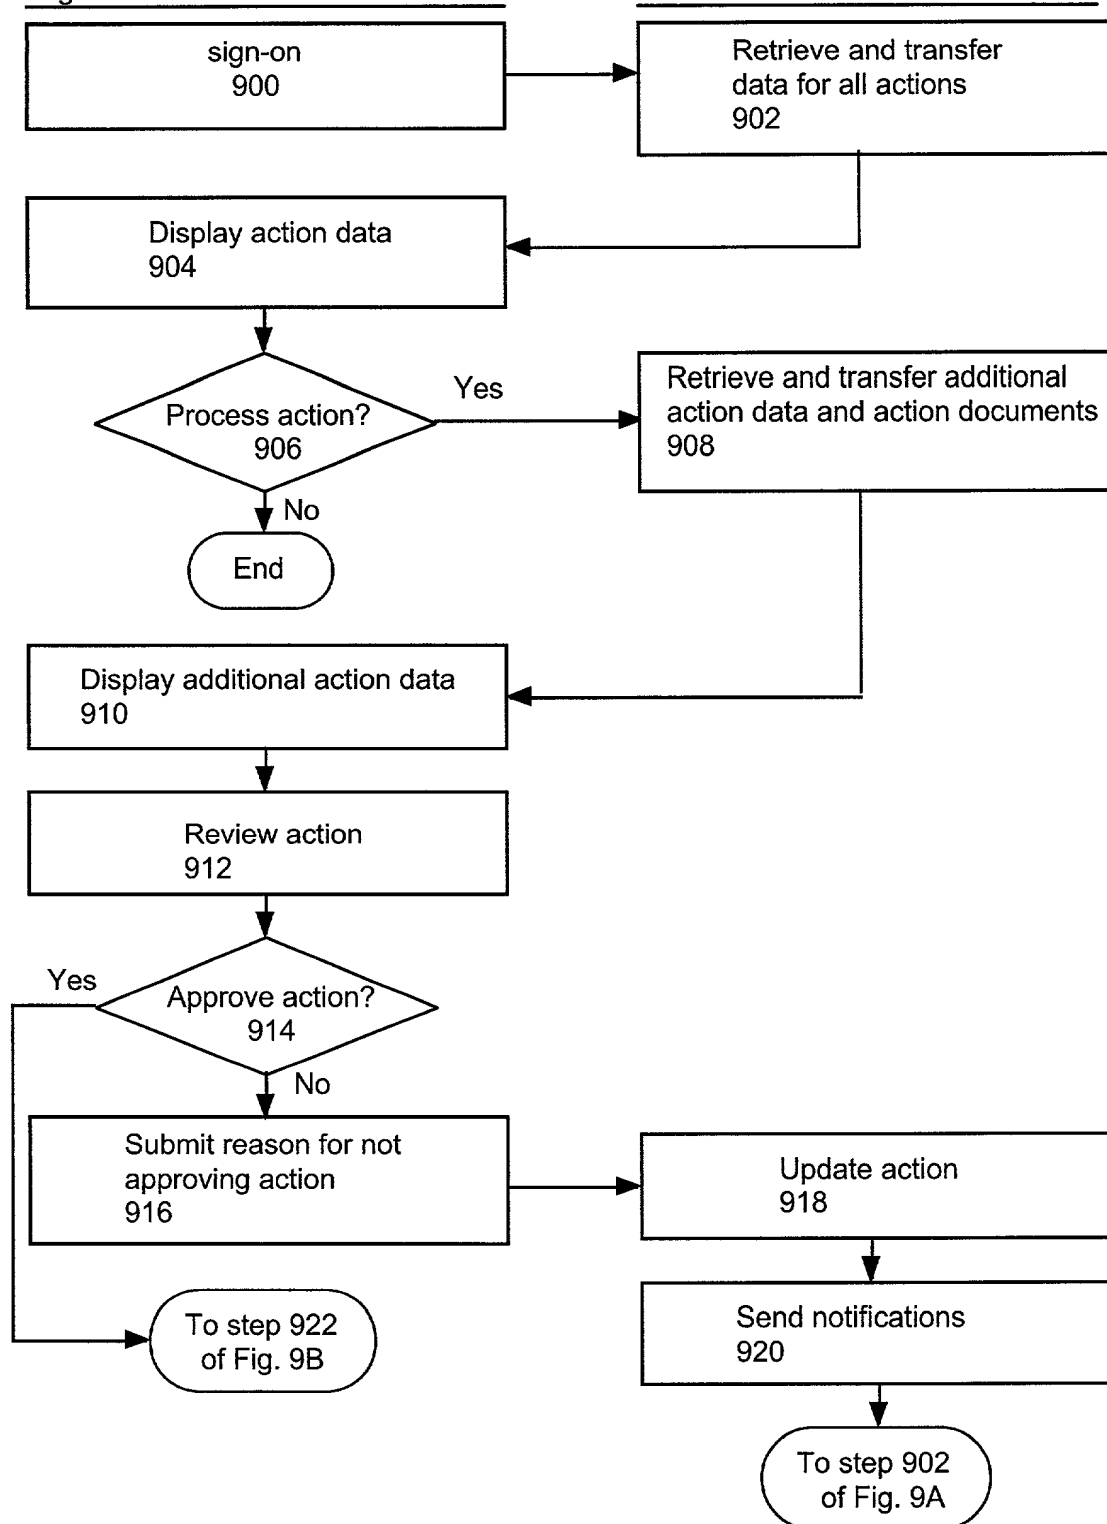 sign-on
900
Retrieve and transfer
data for all actions
902
Display action data
904
Process action?
906
Yes
Retrieve and transfer additional
action data and action documents
908
No
End
Display additional action data
910
Review action
912
Yes
Approve action?
914
No
Submit reason for not
approving action
916
Update action
918
To step 922
of Fig. 9B
Send notifications
920
To step 902
of Fig. 9A